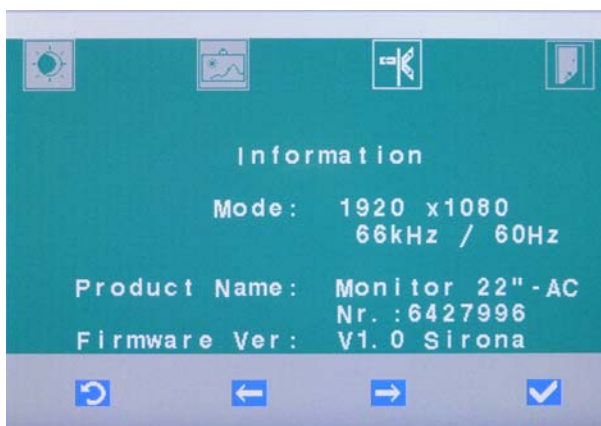 Information
Mode: 1920 x1080
66kHz / 60Hz
Product Name: Monitor 22"-AC
Nr.:6427996
Firmware Ver: V1.0 Sirona